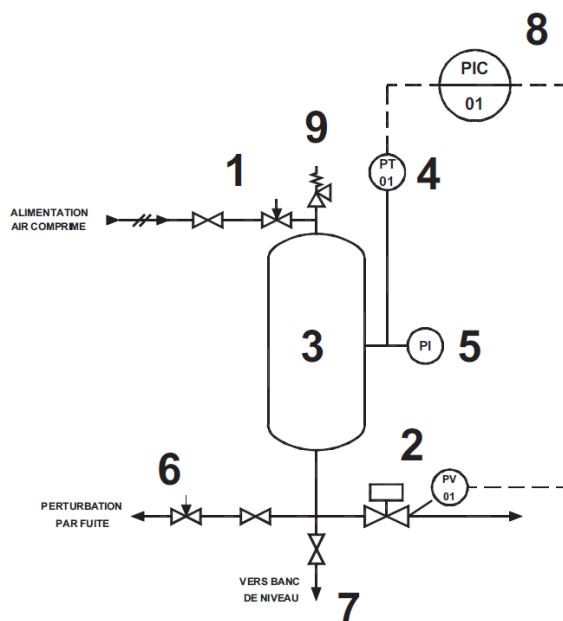 8
PIC
01
9
PT
01
4
1
ALIMENTATION
AIR COMPRIME
3
PI
5
2
6
PV
01
PERTURBATION
PAR FUITE
VERS BANC
DE NIVEAU
7